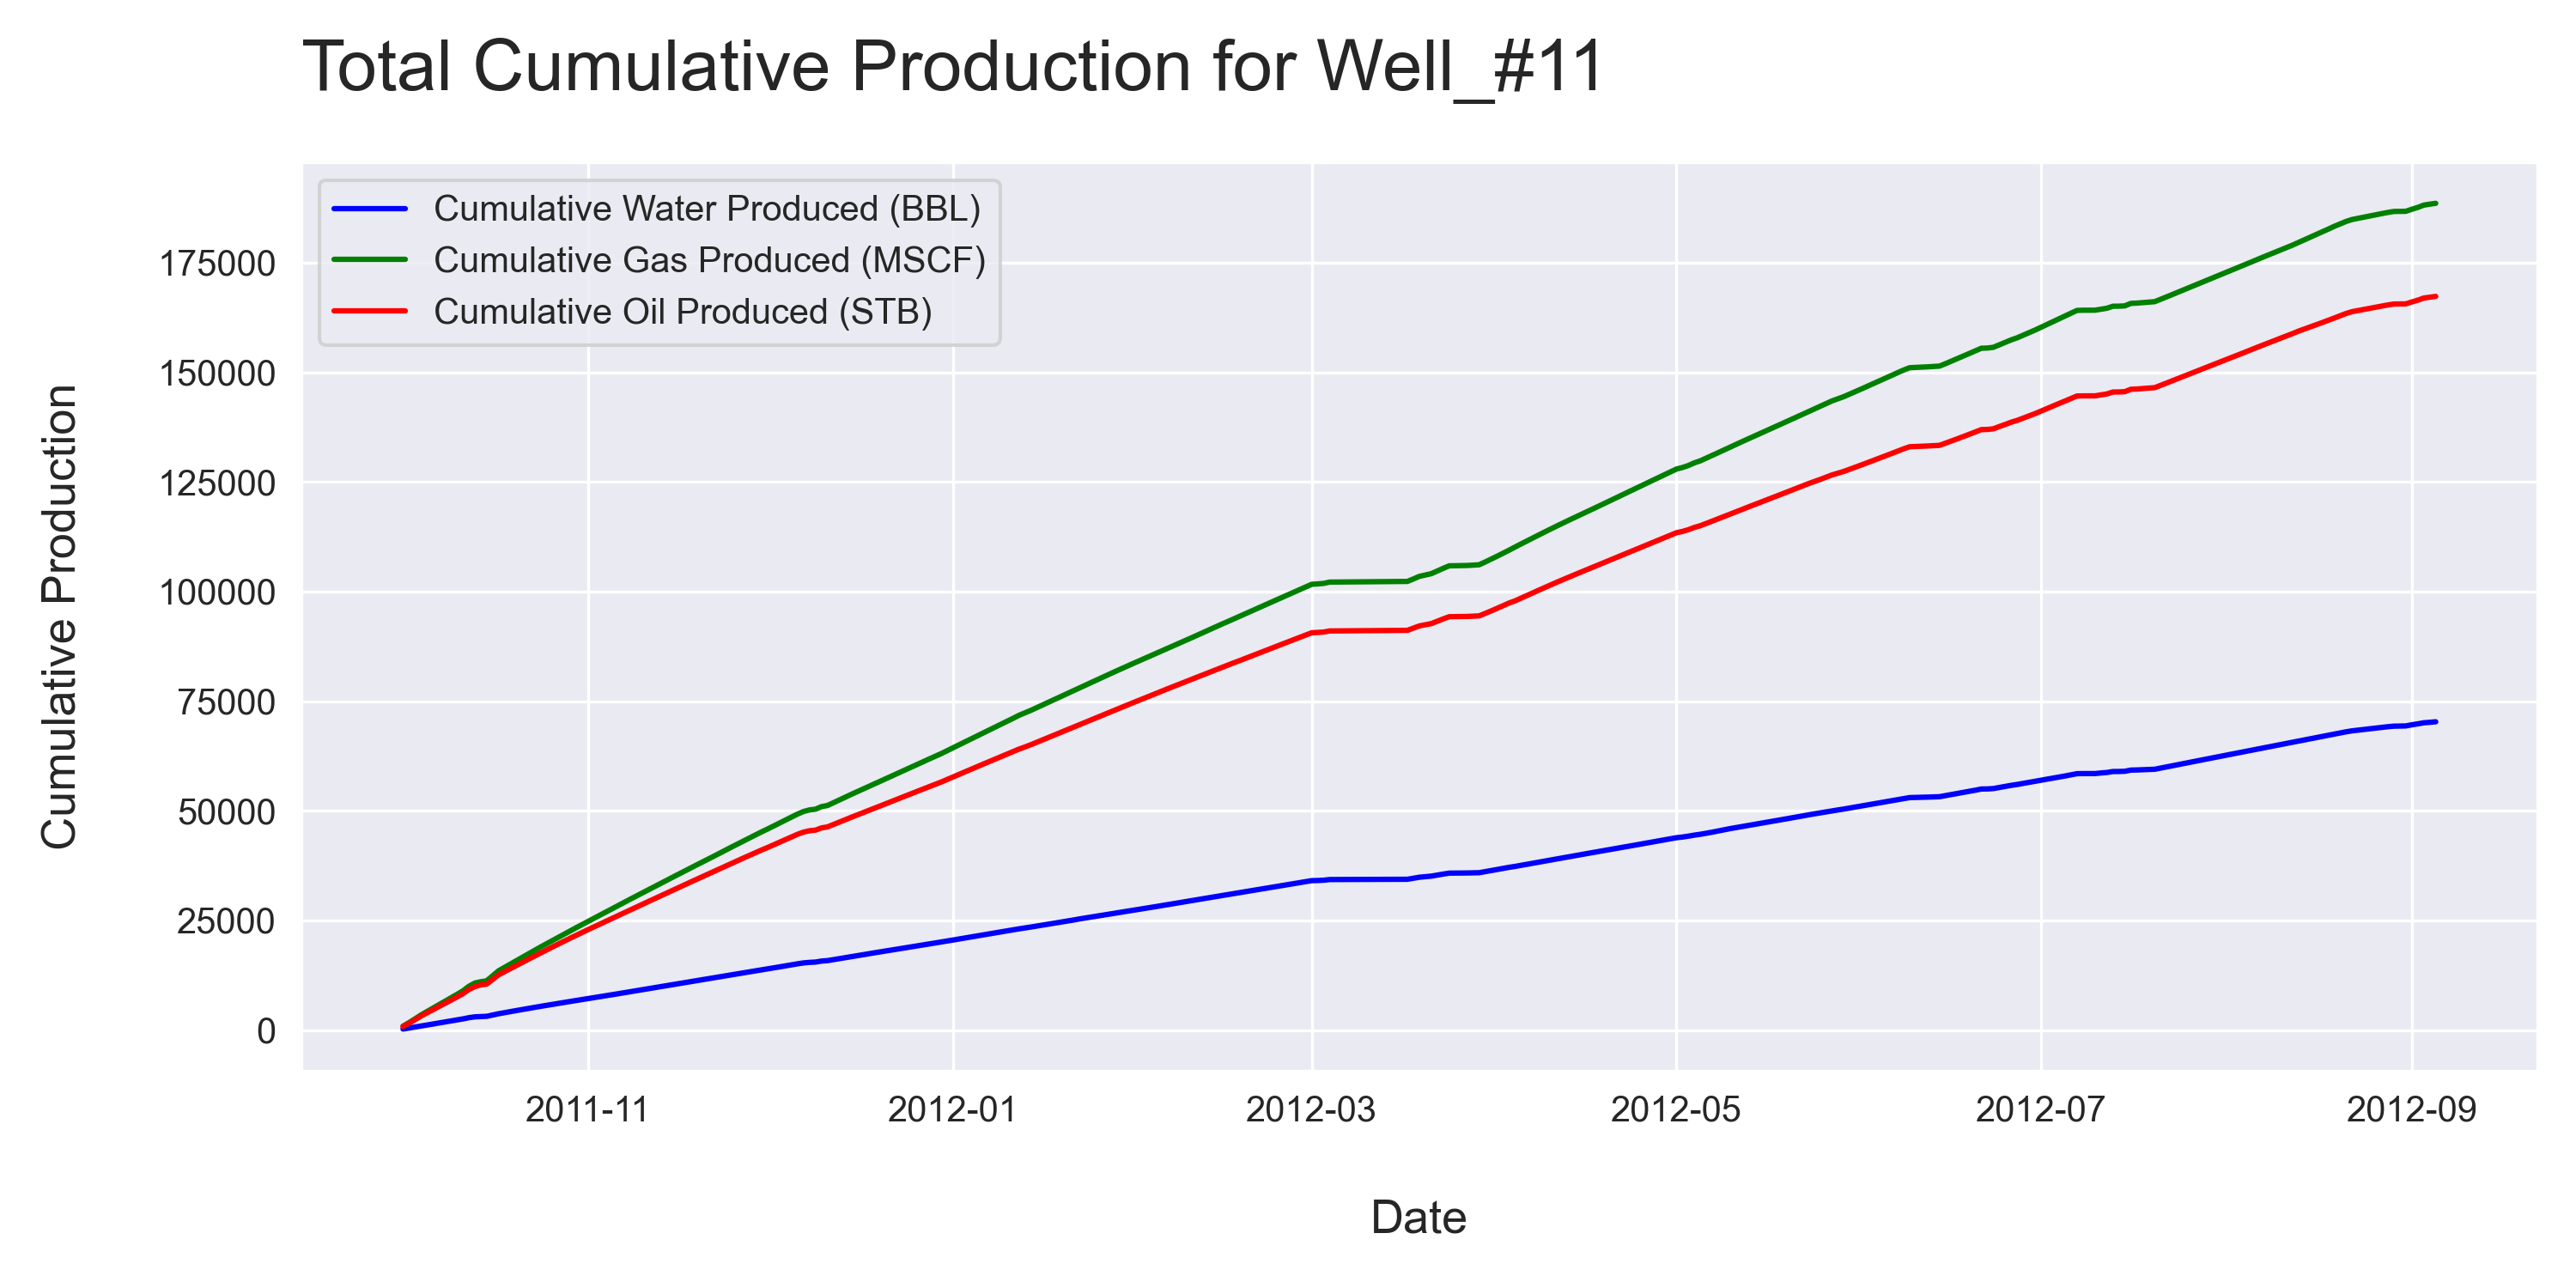 Total Cumulative Production for Well_#11
Cumulative Water Produced (BBL)
Cumulative Gas Produced (MSCF)
Cumulative Oil Produced (STB)
Cumulative Production
175000
150000
125000
100000
75000
50000
25000
0
2011-11
2012-01
2012-03
2012-05
2012-07
2012-09
Date